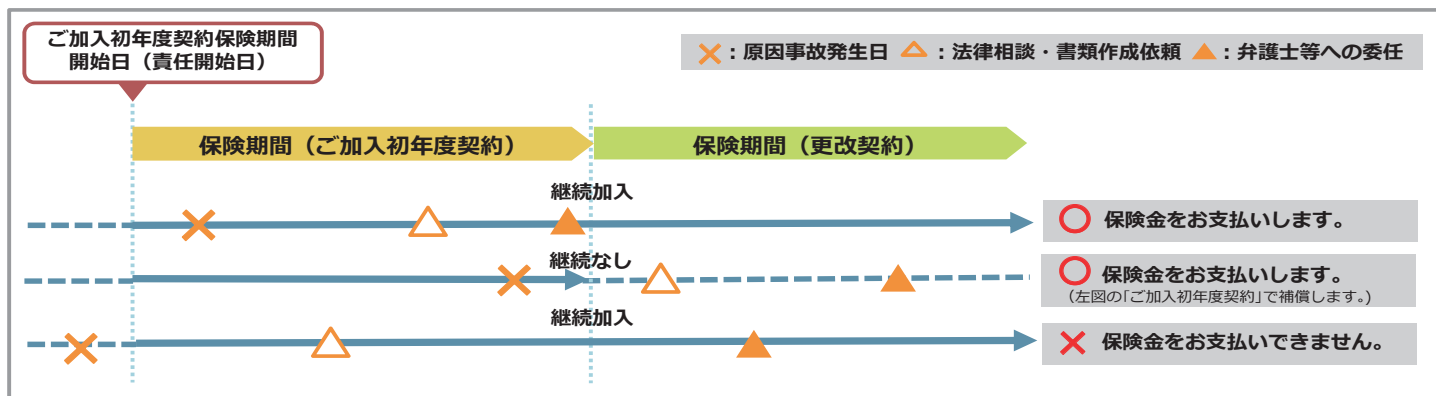 ご加入初年度契約保険期間
開始日（責任開始日）
：原因事故発生日 ：法律相談・書類作成依頼 ：弁護士等への委任
保険期間（ご加入初年度契約）
保険期間（更改契約）
継続加入
保険金をお支払いします。
継続なし
保険金をお支払いします。
（左図の｢ご加入初年度契約｣で補償します｡）
継続加入
保険金をお支払いできません。